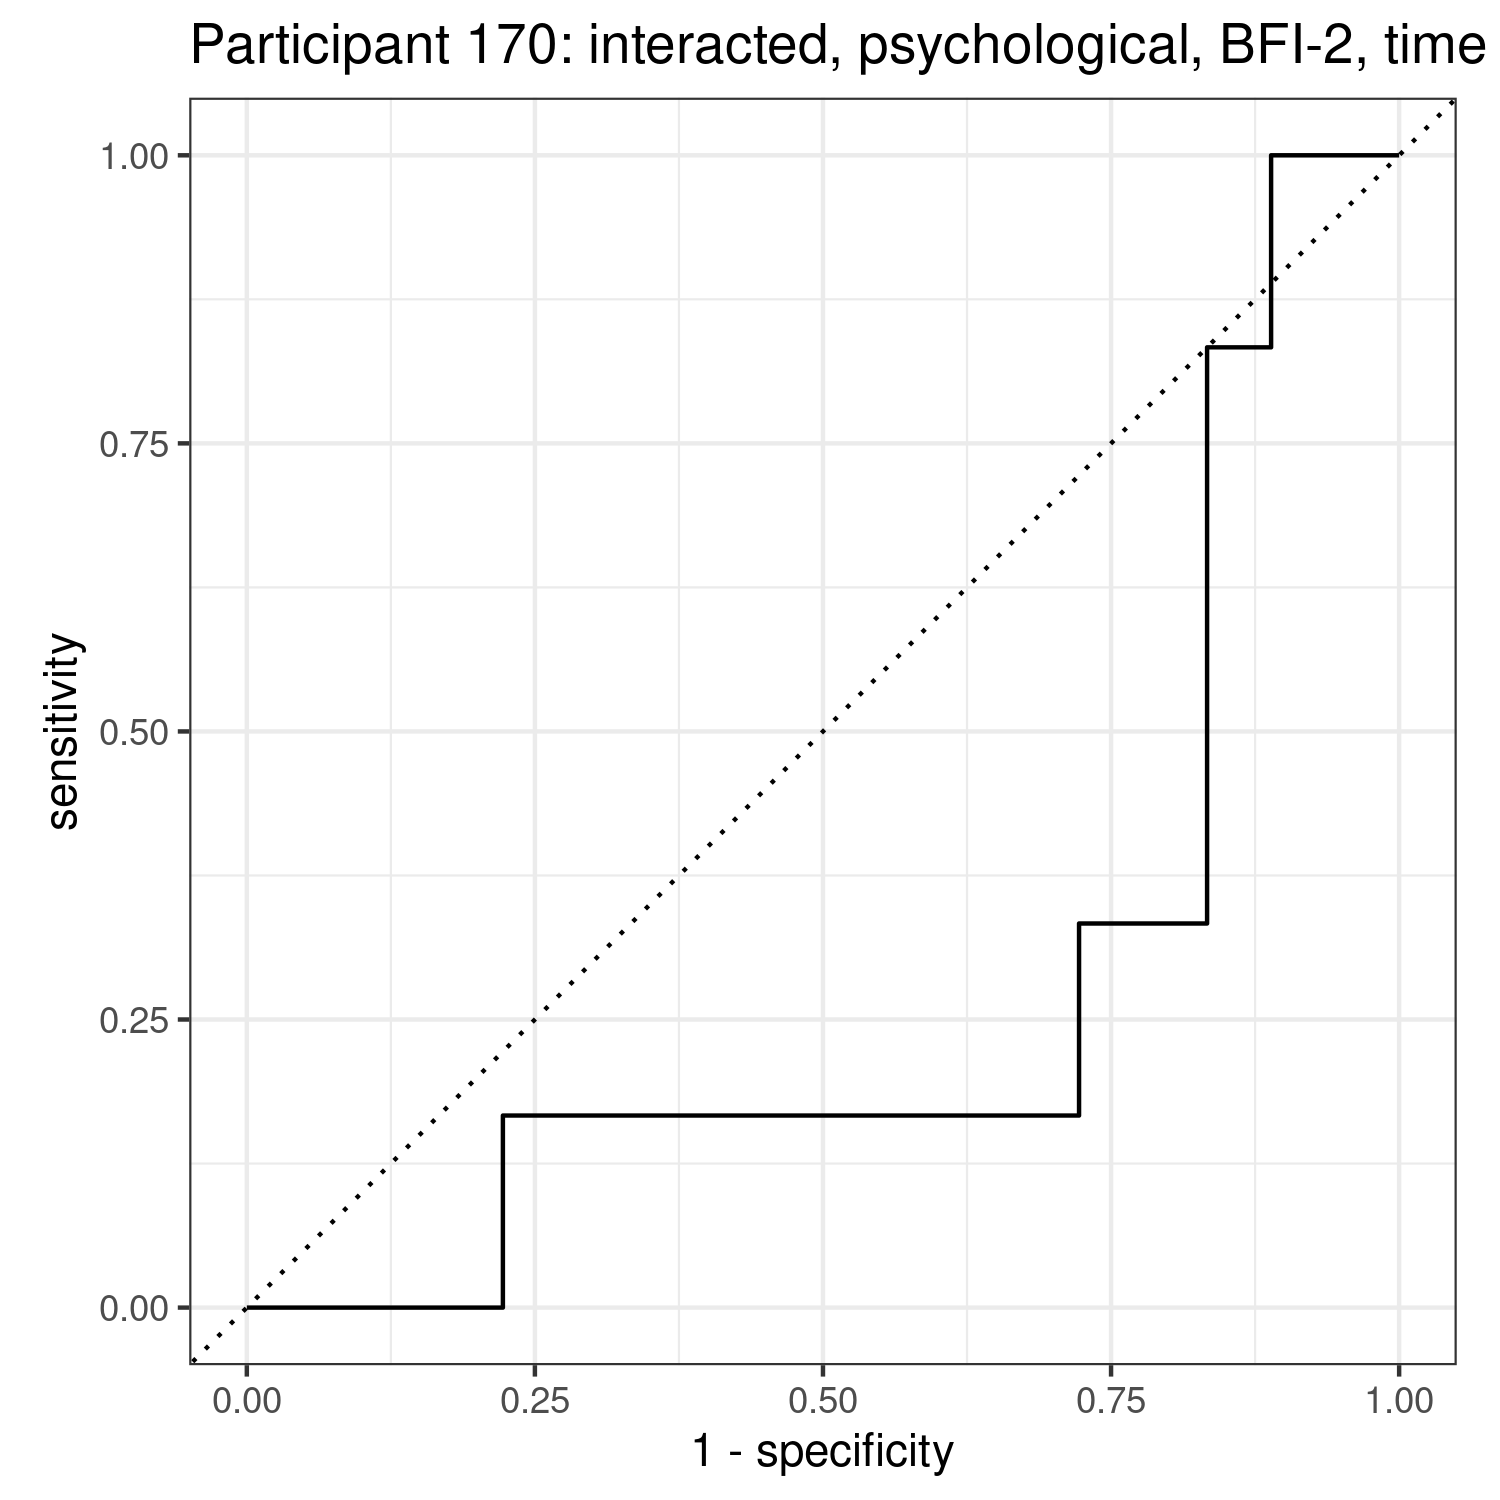 Participant 170: interacted, psychological, BFI-2, time
1.00
0.75
0.50
0.25
0.00
sensitivity
0.00 0.25 0.50 0.75 1.00
1 - specificity